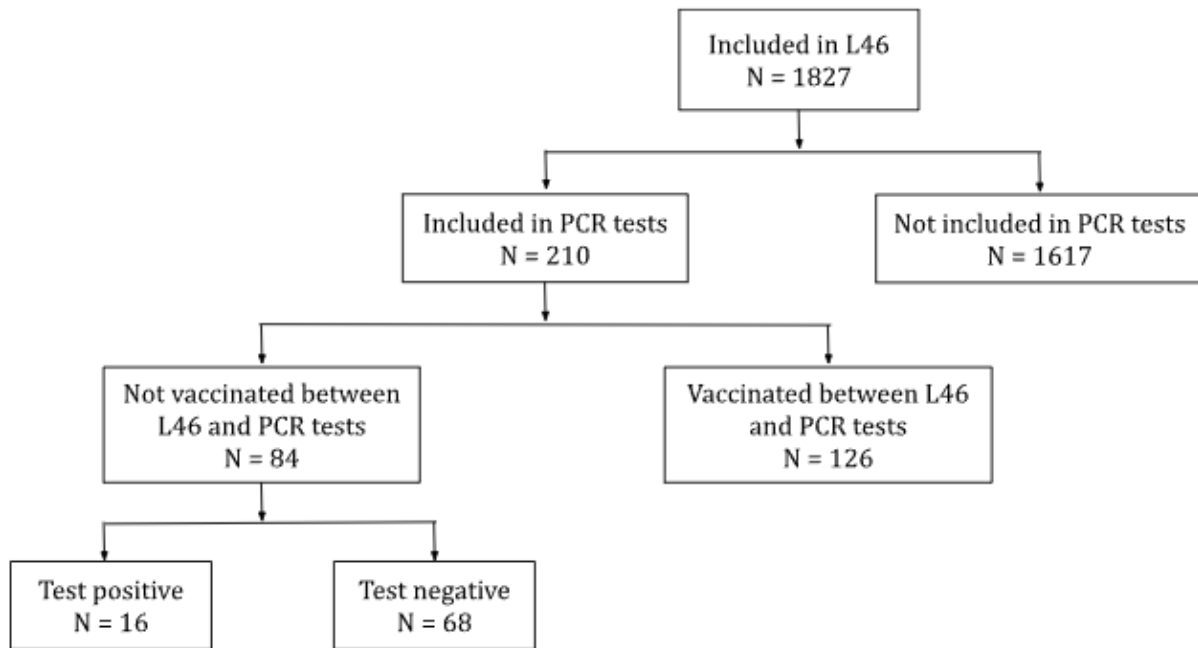 Included in L46
N = 1827
Included in PCR tests
N = 210
Not included in PCR tests
N = 1617
Not vaccinated between
L46 and PCR tests
N = 84
Vaccinated between L46
and PCR tests
N = 126
Test positive
N = 16
Test negative
N = 68